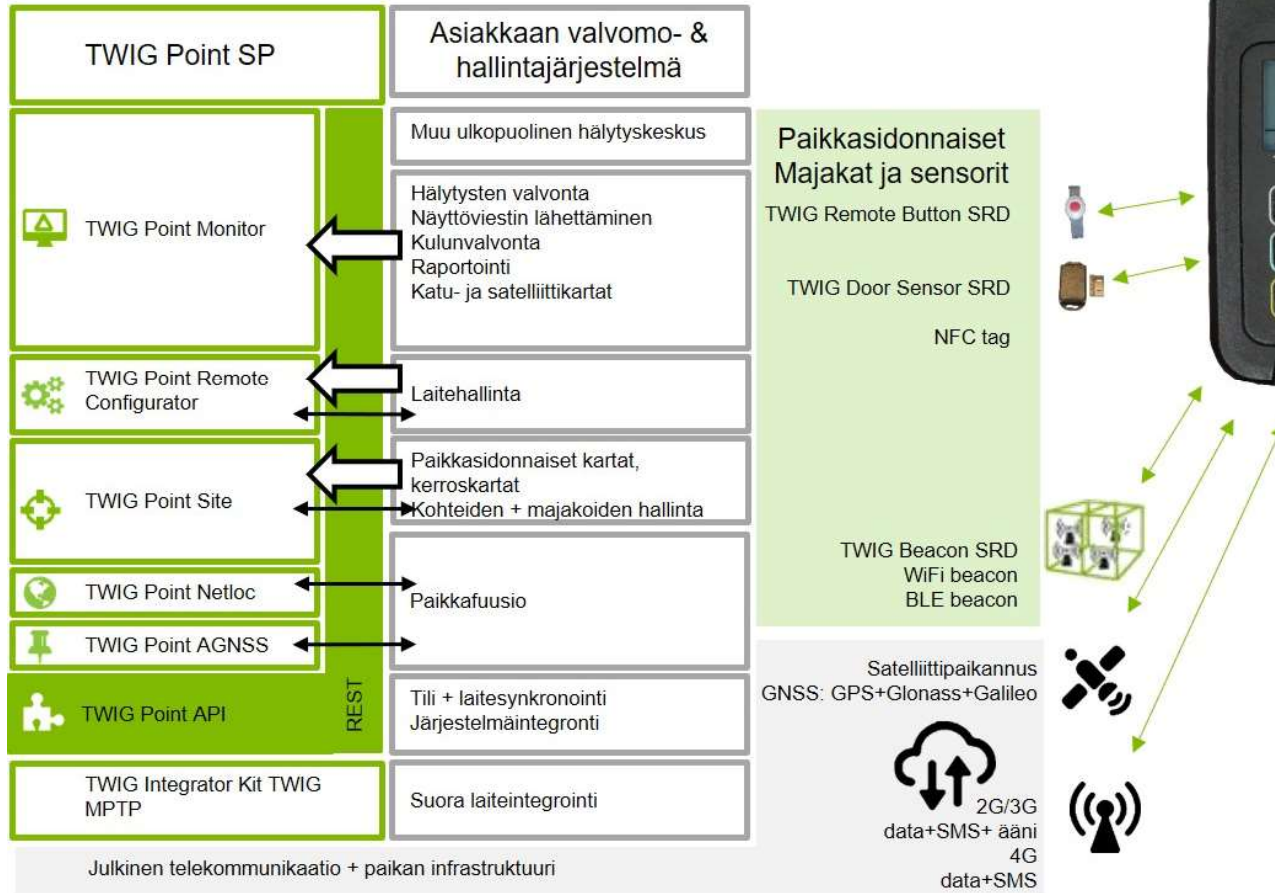 TWIG Point SP
Asiakkaan valvomo- &
hallintajärjestelmä
TWIG Point Monitor
Muu ulkopuolinen hälytyskeskus
Hälytysten valvonta
Näyttöviestin lähettäminen
Kulunvalvonta
Raportointi
Katu- ja satelliittikartat
TWIG Point Remote
Configurator
Laitehallinta
TWIG Point Site
Paikkasidonnaiset kartat,
kerroskartat
Kohteiden + majakoiden hallinta
TWIG Point Netloc
TWIG Point AGNSS
Paikkafuusio
TWIG Point API
REST
Tili + laitesynkronointi
Järjestelmäintegronti
TWIG Integrator Kit TWIG
MPTP
Suora laiteintegrointi
Julkinen telekommunikaatio + paikan infrastruktuuri
Paikkasidonnaiset
Majakat ja sensorit
TWIG Remote Button SRD
TWIG Door Sensor SRD
NFC tag
TWIG Beacon SRD
WiFi beacon
BLE beacon
Satelliittipaikannus
GNSS: GPS+Glonass+Galileo
2G/3G
data+SMS+ ääni
4G
data+SMS